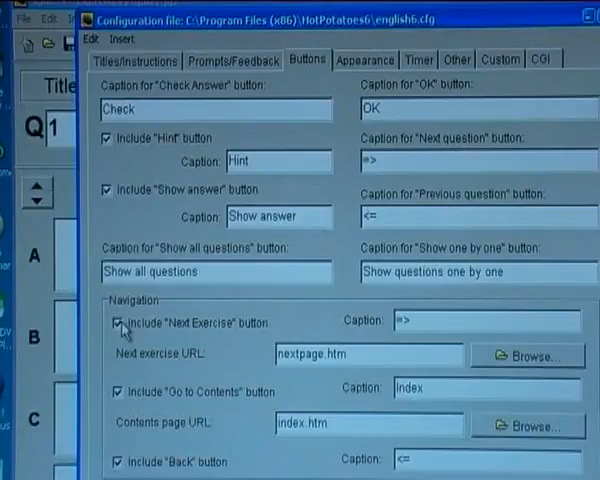 Configuration file: C:\Program Files (x86)\HotPotatoes6\english6.cfg
File
Edit Insert
Titles/Instructions Prompts/Feedback Buttons Appearance Timer Other Custom CGI
Title
Q 1
A
B
C
Caption for "Check Answer" button: Caption for "OK" button:
Check OK
Include "Hint" button Caption for "Next question" button:
Caption: Hint =>
Include "Show answer" button Caption for "Previous question" button:
Caption: Show answer <=
Caption for "Show all questions" button: Caption for "Show one by one" button:
Show all questions Show questions one by one
Navigation
Include "Next Exercise" button Caption: =>
Next exercise URL: nextpage.htm Browse...
Include "Go to Contents" button Caption: Index
Contents page URL: index.htm Browse...
Include "Back" button Caption: <=